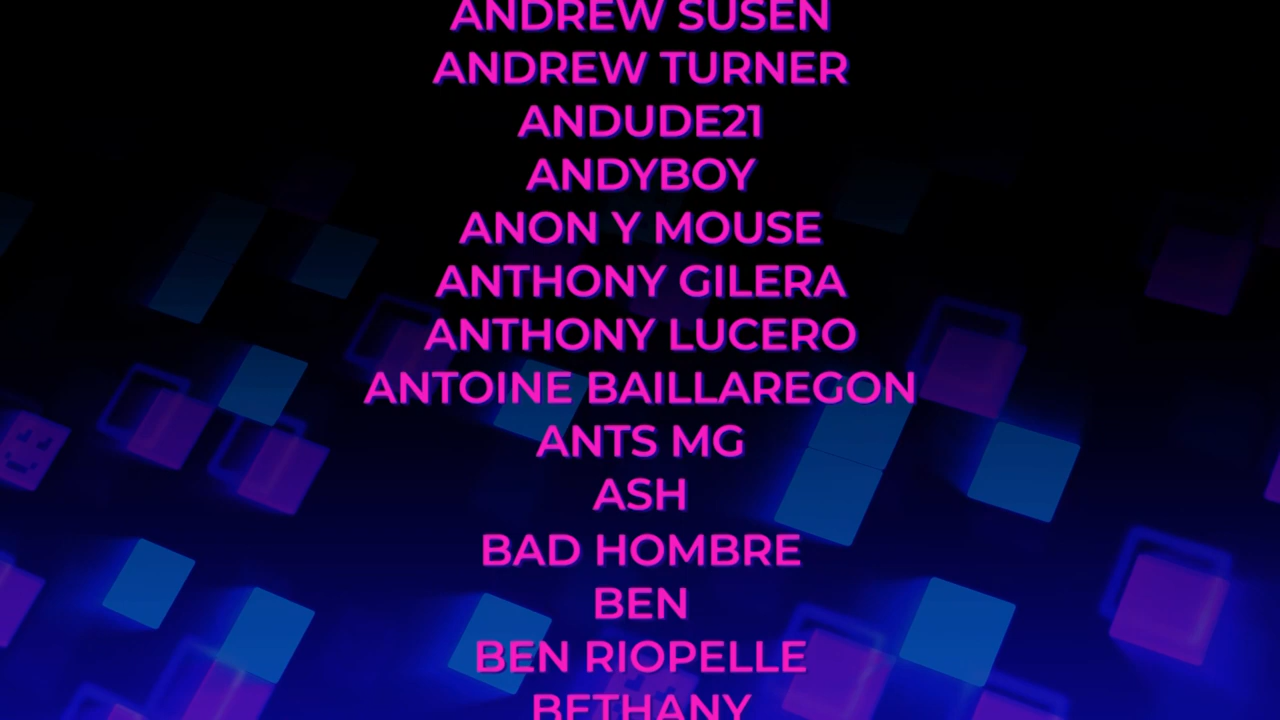 ANDREW SUSEN
ANDREW TURNER
ANDUDE21
ANDYBOY
ANON Y MOUSE
ANTHONY GILERA
ANTHONY LUCERO
ANTOINE BAILLAREGON
ANTS MG
ASH
BAD HOMBRE
BEN
BEN RIOPELLE
BETHANY